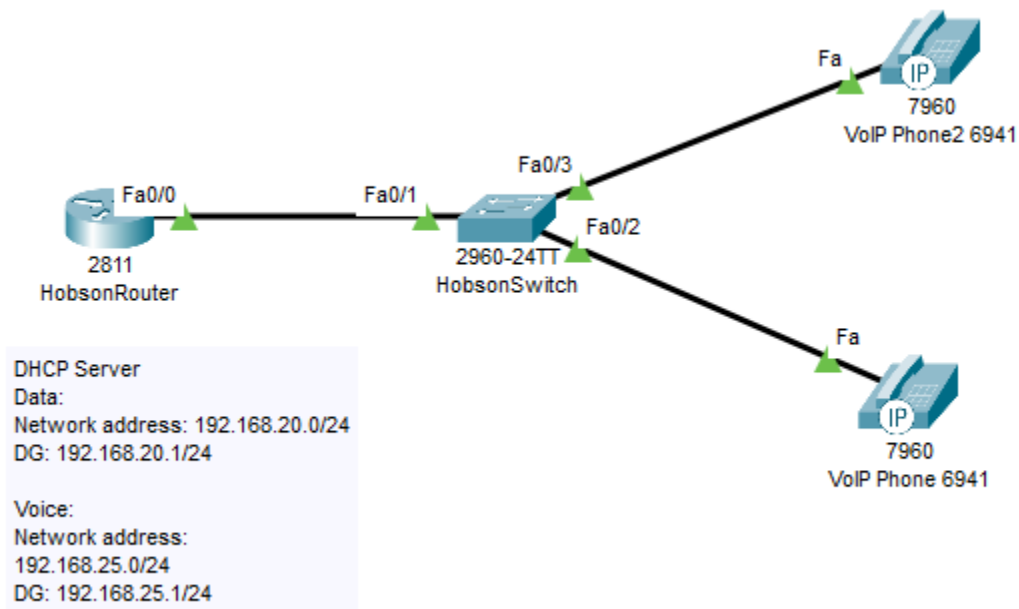 Fa
IP
7960
VoIP Phone2 6941
Fa0/3
Fa0/0
Fa0/1
Fa0/2
2811
HobsonRouter
2960-24TT
HobsonSwitch
Fa
IP
7960
VoIP Phone 6941
DHCP Server
Data:
Network address: 192.168.20.0/24
DG: 192.168.20.1/24
Voice:
Network address:
192.168.25.0/24
DG: 192.168.25.1/24